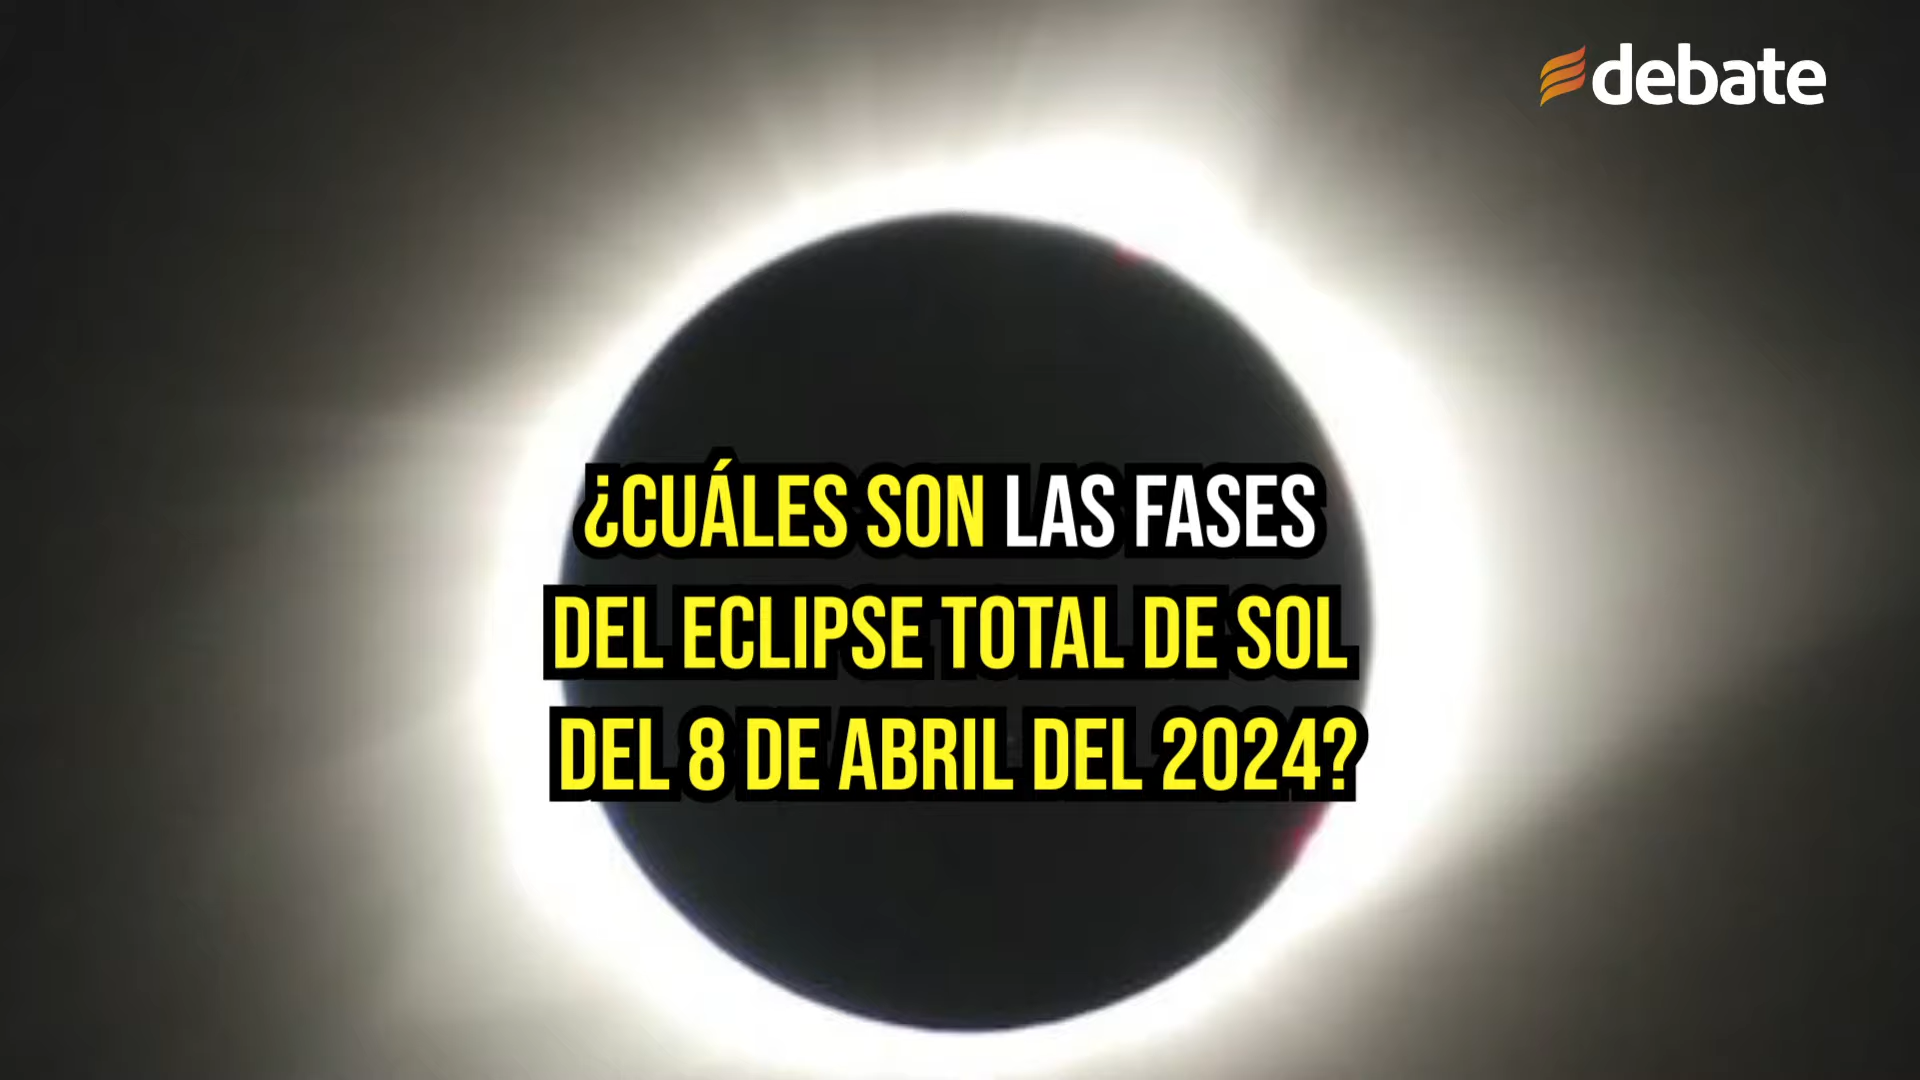 debate
¿CUÁLES SON LAS FASES
DEL ECLIPSE TOTAL DE SOL
DEL 8 DE ABRIL DEL 2024?